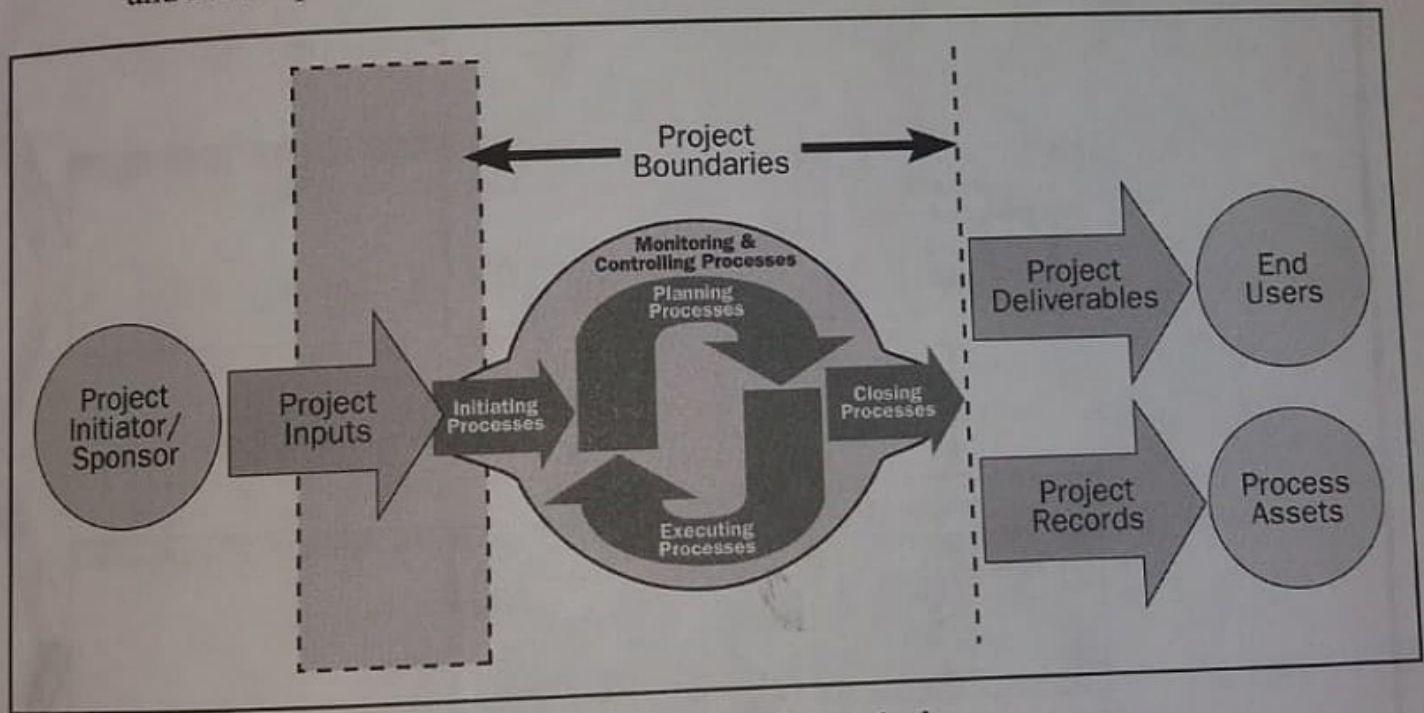 Project
Boundaries
Monitoring &
Controlling Processes
Planning
Processes
Project
Initiator/
Sponsor
Project
Inputs
Initiating
Processes
Closing
Processes
Executing
Processes
Project
Deliverables
End
Users
Project
Records
Process
Assets